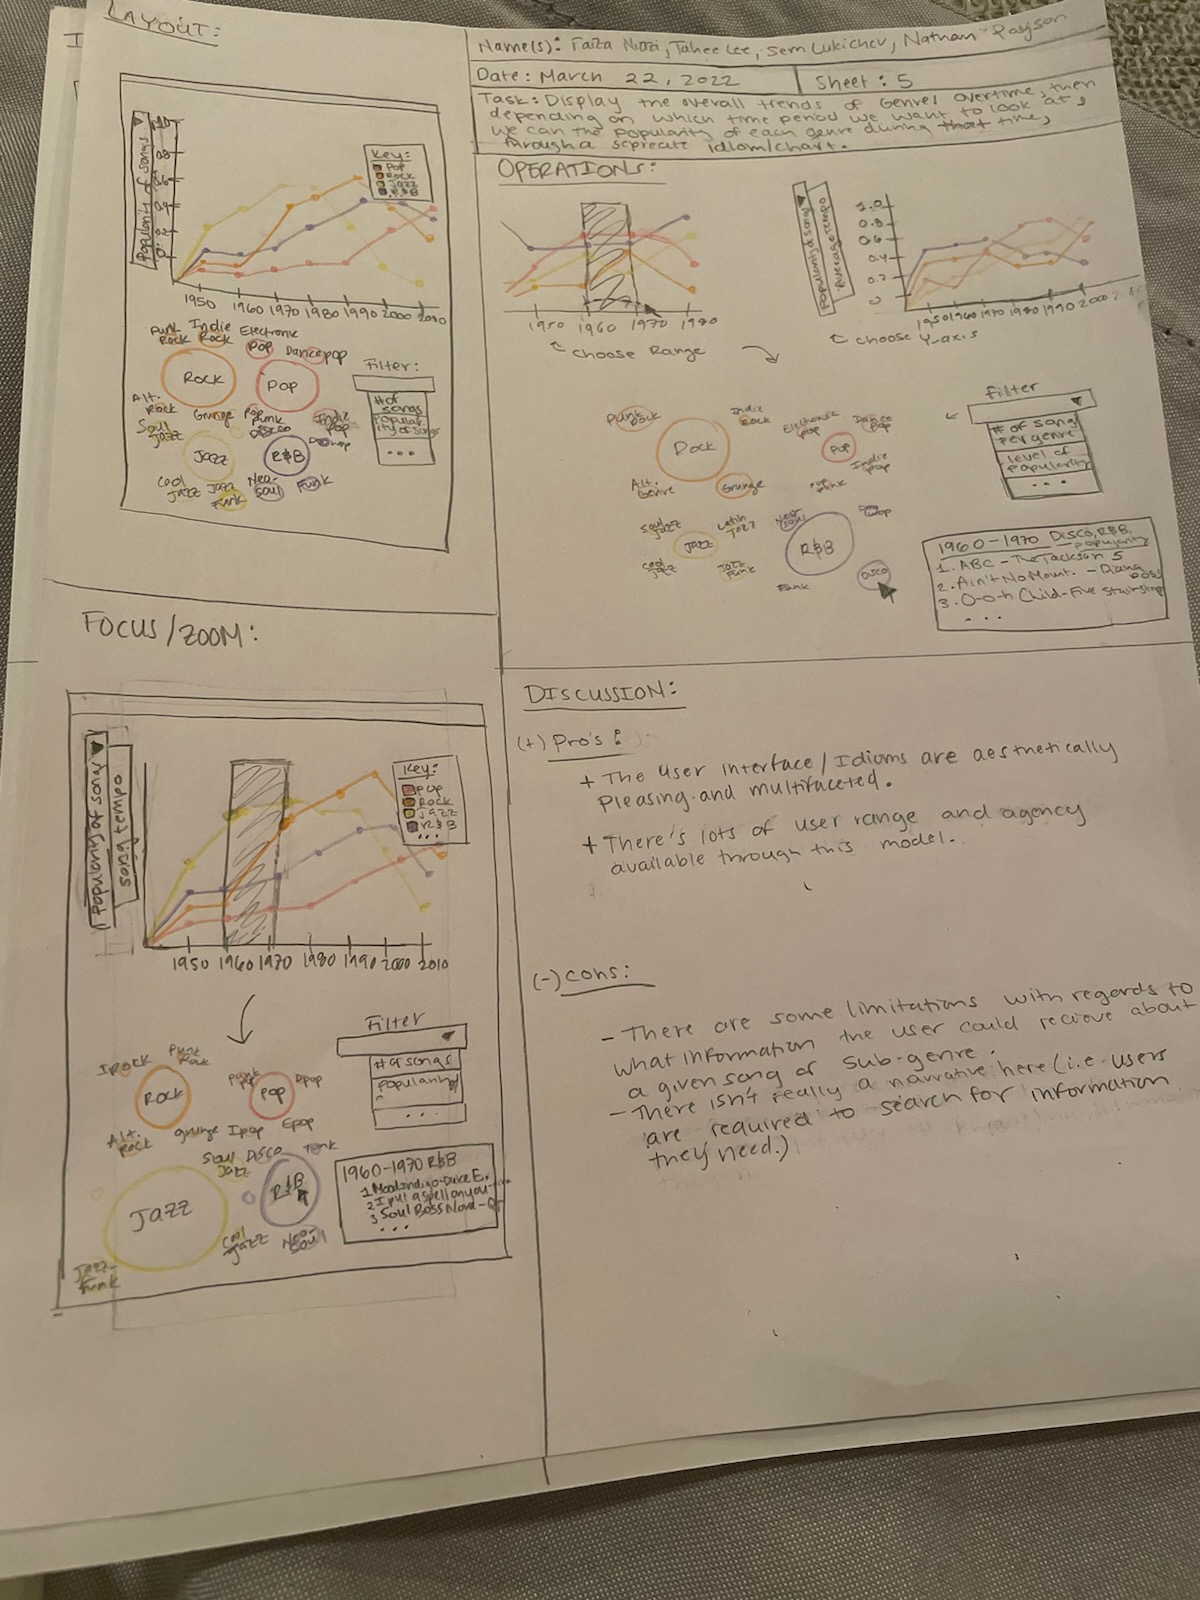 LAYOUT:
Popularity of songs
1.0
0.8
0.6
0.4
0.2
0
Key:
POP
Rock
Jazz
R&B
1950 1960 1970 1980 1990 2000 2010
Punk Rock
Indie Rock
Electronic Pop
Dance pop
Rock
Pop
Alt. Rock
Grunge
Pop Punk
Indie Pop
Soul Jazz
Disco
Doowop
Jazz
R&B
Cool Jazz
Jazz Funk
Neo-Soul
Funk
Filter:
# of songs
Popularity of songs
...
Name(s): Faiza Niazi, Tahee Lee, Sem Lukichev, Nathan Payson
Date: March 22, 2022
Sheet: 5
Task: Display the overall trends of Genres overtime, then
depending on which time period we want to look at,
we can the popularity of each genre during that time,
through a seperate idiom/chart.
OPERATIONS:
1950 1960 1970 1980
Choose Range
Popularity of song
Average tempo
1.0
0.8
0.6
0.4
0.2
0
1950 1960 1970 1980 1990 2000
Choose Y-axis
Punk Rock
Indie Rock
Electronic Pop
Dance Pop
Rock
Pop
Indie Pop
Alt. Genre
Grunge
Pop Punk
Soul Jazz
Latin Jazz
Neo Soul
Doo Wop
Jazz
R&B
Cool Jazz
Jazz Funk
Funk
Disco
Filter
# of songs per genre
level of popularity
...
1960-1970 Disco, R&B, popularity
1. ABC - The Jackson 5
2. Ain't No Mount. - Diana Ross
3. O-o-h Child - Five Stairsteps
...
FOCUS/ZOOM:
Popularity of song
song tempo
Key:
POP
Rock
Jazz
R&B
...
1950 1960 1970 1980 1990 2000 2010
I rock
Punk Rock
Rock
Punk Pop
D pop
Pop
Alt. Rock
grunge
I pop
E pop
Soul Jazz
Disco
Funk
Jazz
R&B
Cool Jazz
Neo-Soul
Jazz-Funk
Filter
# of songs
popularity
...
1960-1970 R&B
1 Mood Indigo - Duke E.
2 I put a spell on you -
3 Soul Boss Nova - QJ
...
DISCUSSION:
(+) Pro's:
+ The user interface/Idioms are aesthetically
pleasing and multifaceted.
+ There's lots of user range and agency
available through this model.
(-) cons:
- There are some limitations with regards to
what information the user could recieve about
a given song or sub-genre.
- There isn't really a narrative here (i.e. users
are required to search for information
they need.)